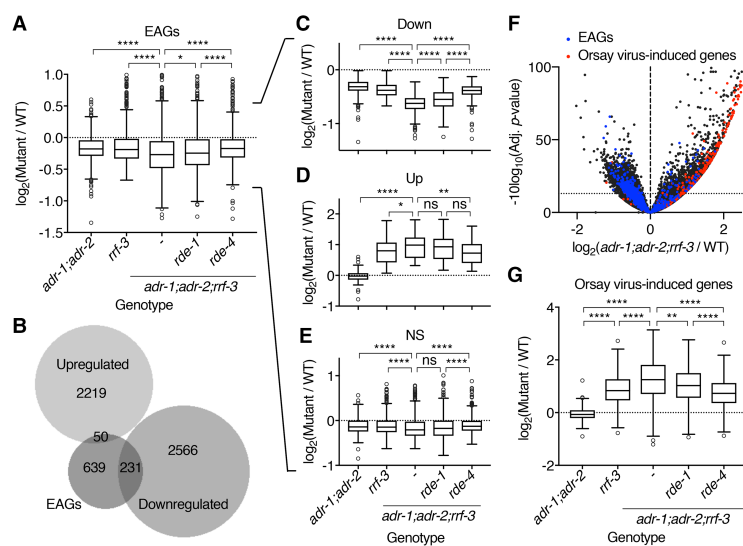 A
EAGs
****
****
****
*
****
log2(Mutant / WT)
1.0
0.5
0.0
-0.5
-1.0
-1.5
adr-1;adr-2
rrf-3
-
rde-1
rde-4
adr-1;adr-2;rrf-3
Genotype
B
Upregulated
2219
50
639
231
2566
EAGs
Downregulated
C
Down
****
****
****
****
****
log2(Mutant / WT)
0
-1
D
Up
****
**
*
ns
ns
log2(Mutant / WT)
2
1
0
-1
E
NS
****
****
****
ns
****
log2(Mutant / WT)
1
0
-1
adr-1;adr-2
rrf-3
-
rde-1
rde-4
adr-1;adr-2;rrf-3
Genotype
F
EAGs
Orsay virus-induced genes
-10log10(Adj. p-value)
100
50
0
-2
0
2
log2(adr-1;adr-2;rrf-3 / WT)
G
Orsay virus-induced genes
****
****
****
****
**
****
log2(Mutant / WT)
4
2
0
-2
adr-1;adr-2
rrf-3
-
rde-1
rde-4
adr-1;adr-2;rrf-3
Genotype